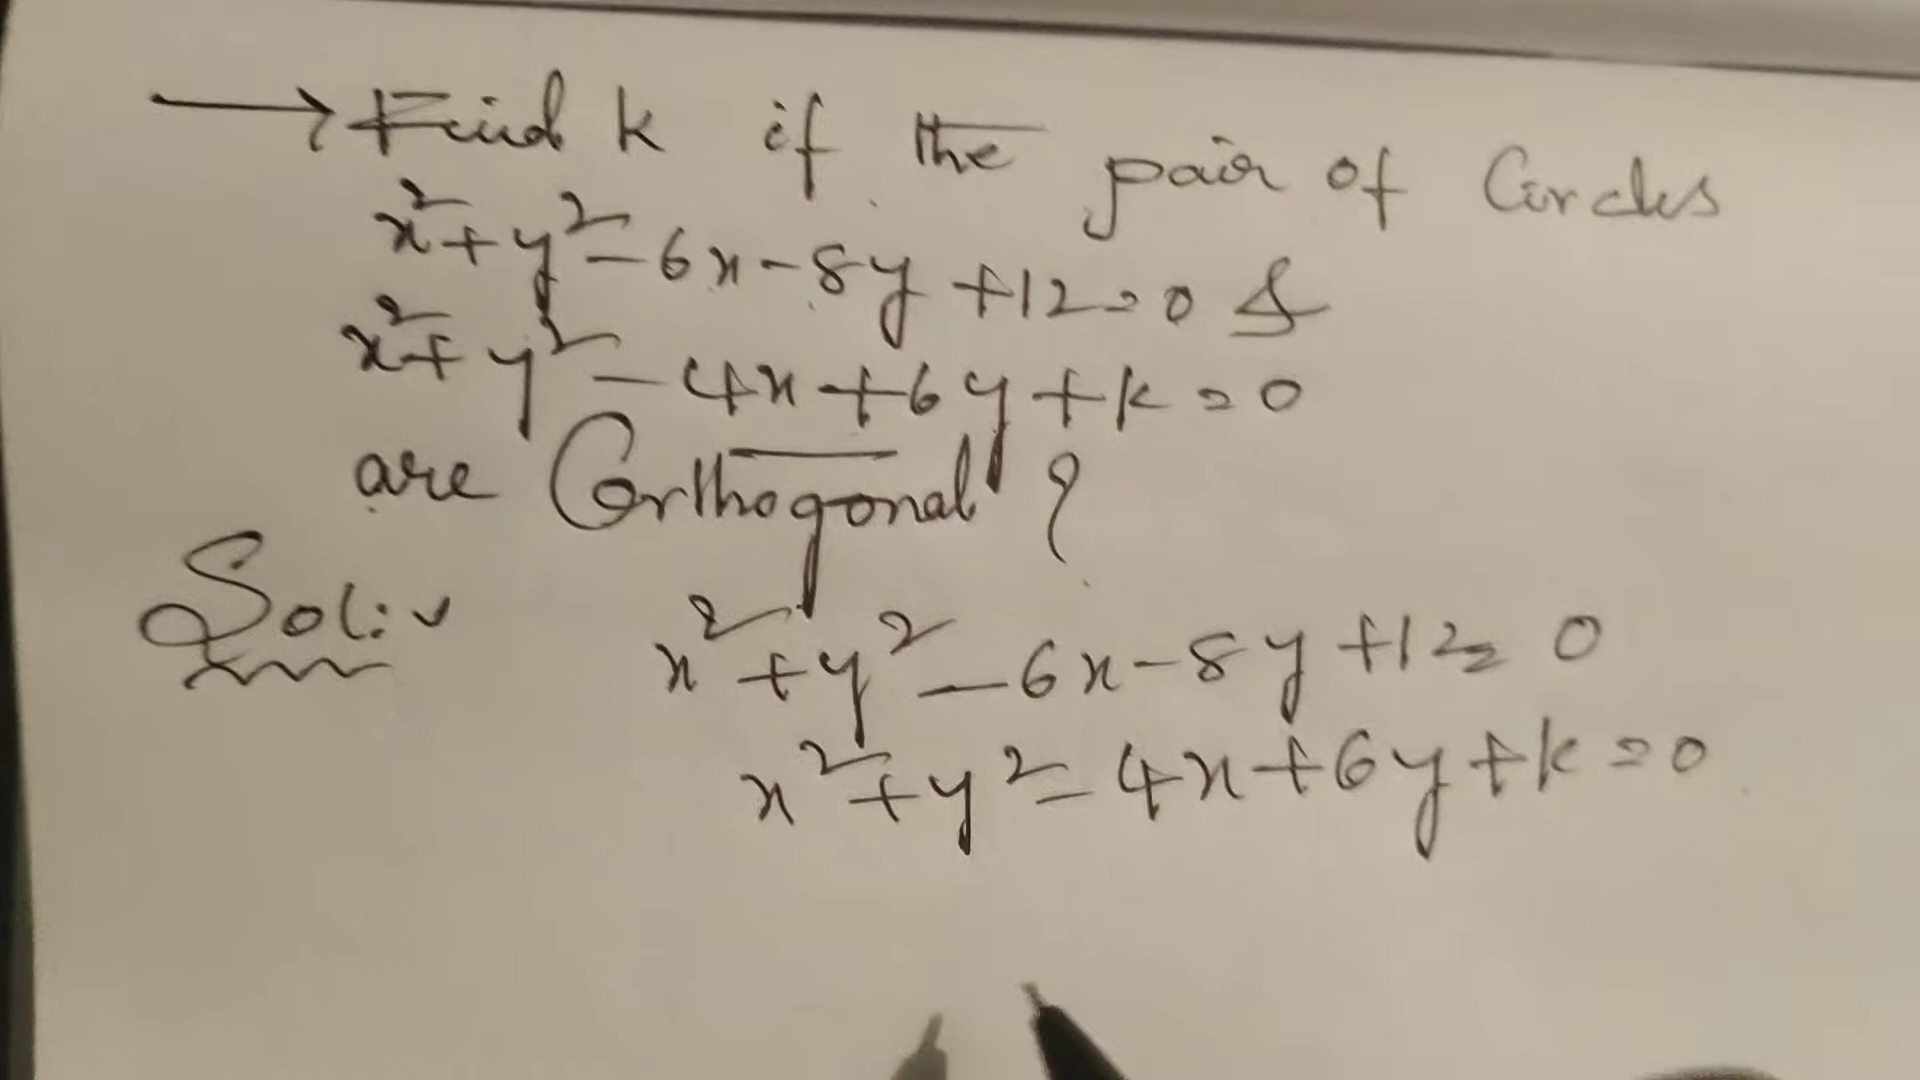 → Find k if the pair of Circles
x²+y²-6x-8y+12=0 &
x²+y²-4x+6y+k=0
are Orthogonal?
Sol:
x²+y²-6x-8y+12=0
x²+y²-4x+6y+k=0